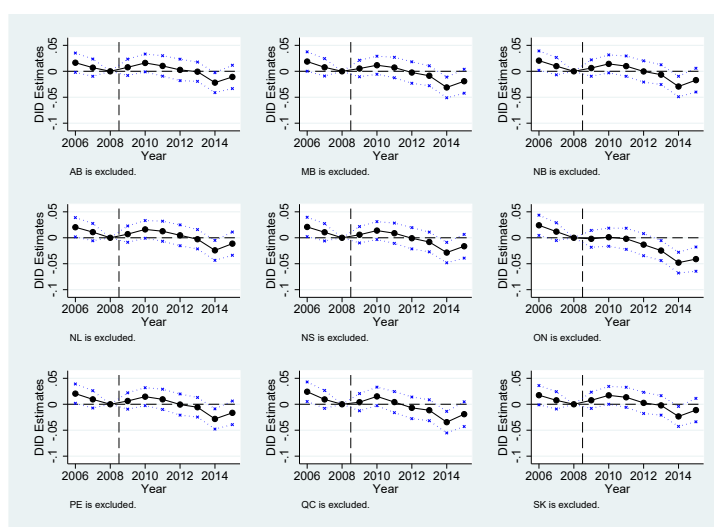 DID Estimates
-.1 -.05 0 .05
2006 2008 2010 2012 2014
Year
AB is excluded.
DID Estimates
-.1 -.05 0 .05
2006 2008 2010 2012 2014
Year
MB is excluded.
DID Estimates
-.1 -.05 0 .05
2006 2008 2010 2012 2014
Year
NB is excluded.
DID Estimates
-.1 -.05 0 .05
2006 2008 2010 2012 2014
Year
NL is excluded.
DID Estimates
-.1 -.05 0 .05
2006 2008 2010 2012 2014
Year
NS is excluded.
DID Estimates
-.1 -.05 0 .05
2006 2008 2010 2012 2014
Year
ON is excluded.
DID Estimates
-.1 -.05 0 .05
2006 2008 2010 2012 2014
Year
PE is excluded.
DID Estimates
-.1 -.05 0 .05
2006 2008 2010 2012 2014
Year
QC is excluded.
DID Estimates
-.1 -.05 0 .05
2006 2008 2010 2012 2014
Year
SK is excluded.